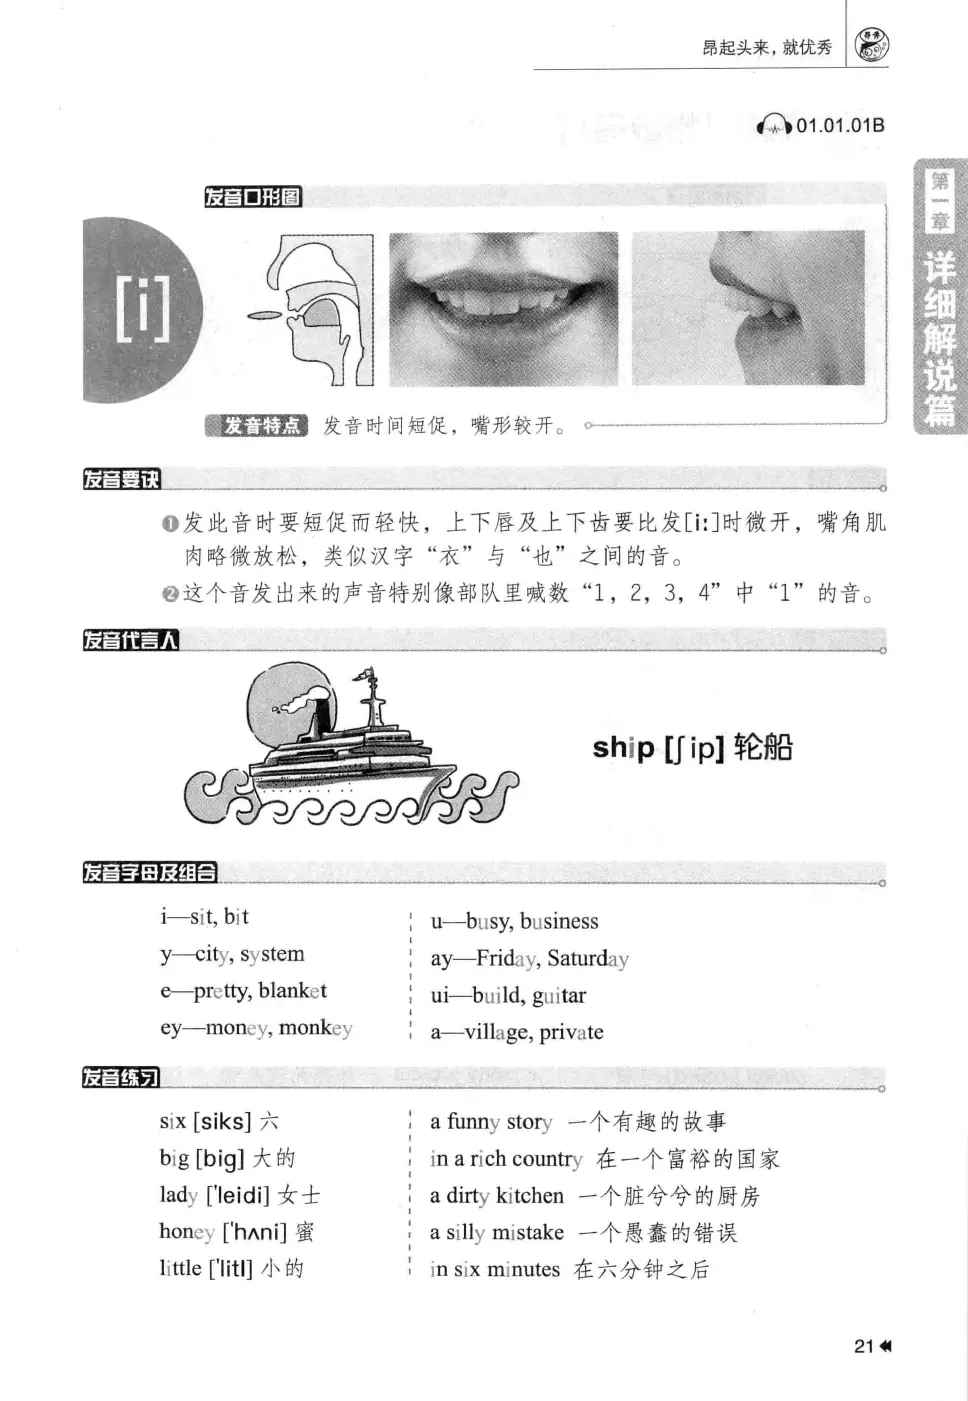 昂起头来，就优秀
01.01.01B
第一章 详细解说篇
发音口形图
[i]
发音特点 发音时间短促，嘴形较开。
发音要诀
❶发此音时要短促而轻快，上下唇及上下齿要比发[iː]时微开，嘴角肌
肉略微放松，类似汉字“衣”与“也”之间的音。
❷这个音发出来的声音特别像部队里喊数“1，2，3，4”中“1”的音。
发音代言人
ship [ʃip] 轮船
发音字母及组合
i—sit, bit
y—city, system
e—pretty, blanket
ey—money, monkey
u—busy, business
ay—Friday, Saturday
ui—build, guitar
a—village, private
发音练习
six [siks] 六
big [big] 大的
lady ['leidi] 女士
honey ['hʌni] 蜜
little ['litl] 小的
a funny story 一个有趣的故事
in a rich country 在一个富裕的国家
a dirty kitchen 一个脏兮兮的厨房
a silly mistake 一个愚蠢的错误
in six minutes 在六分钟之后
21